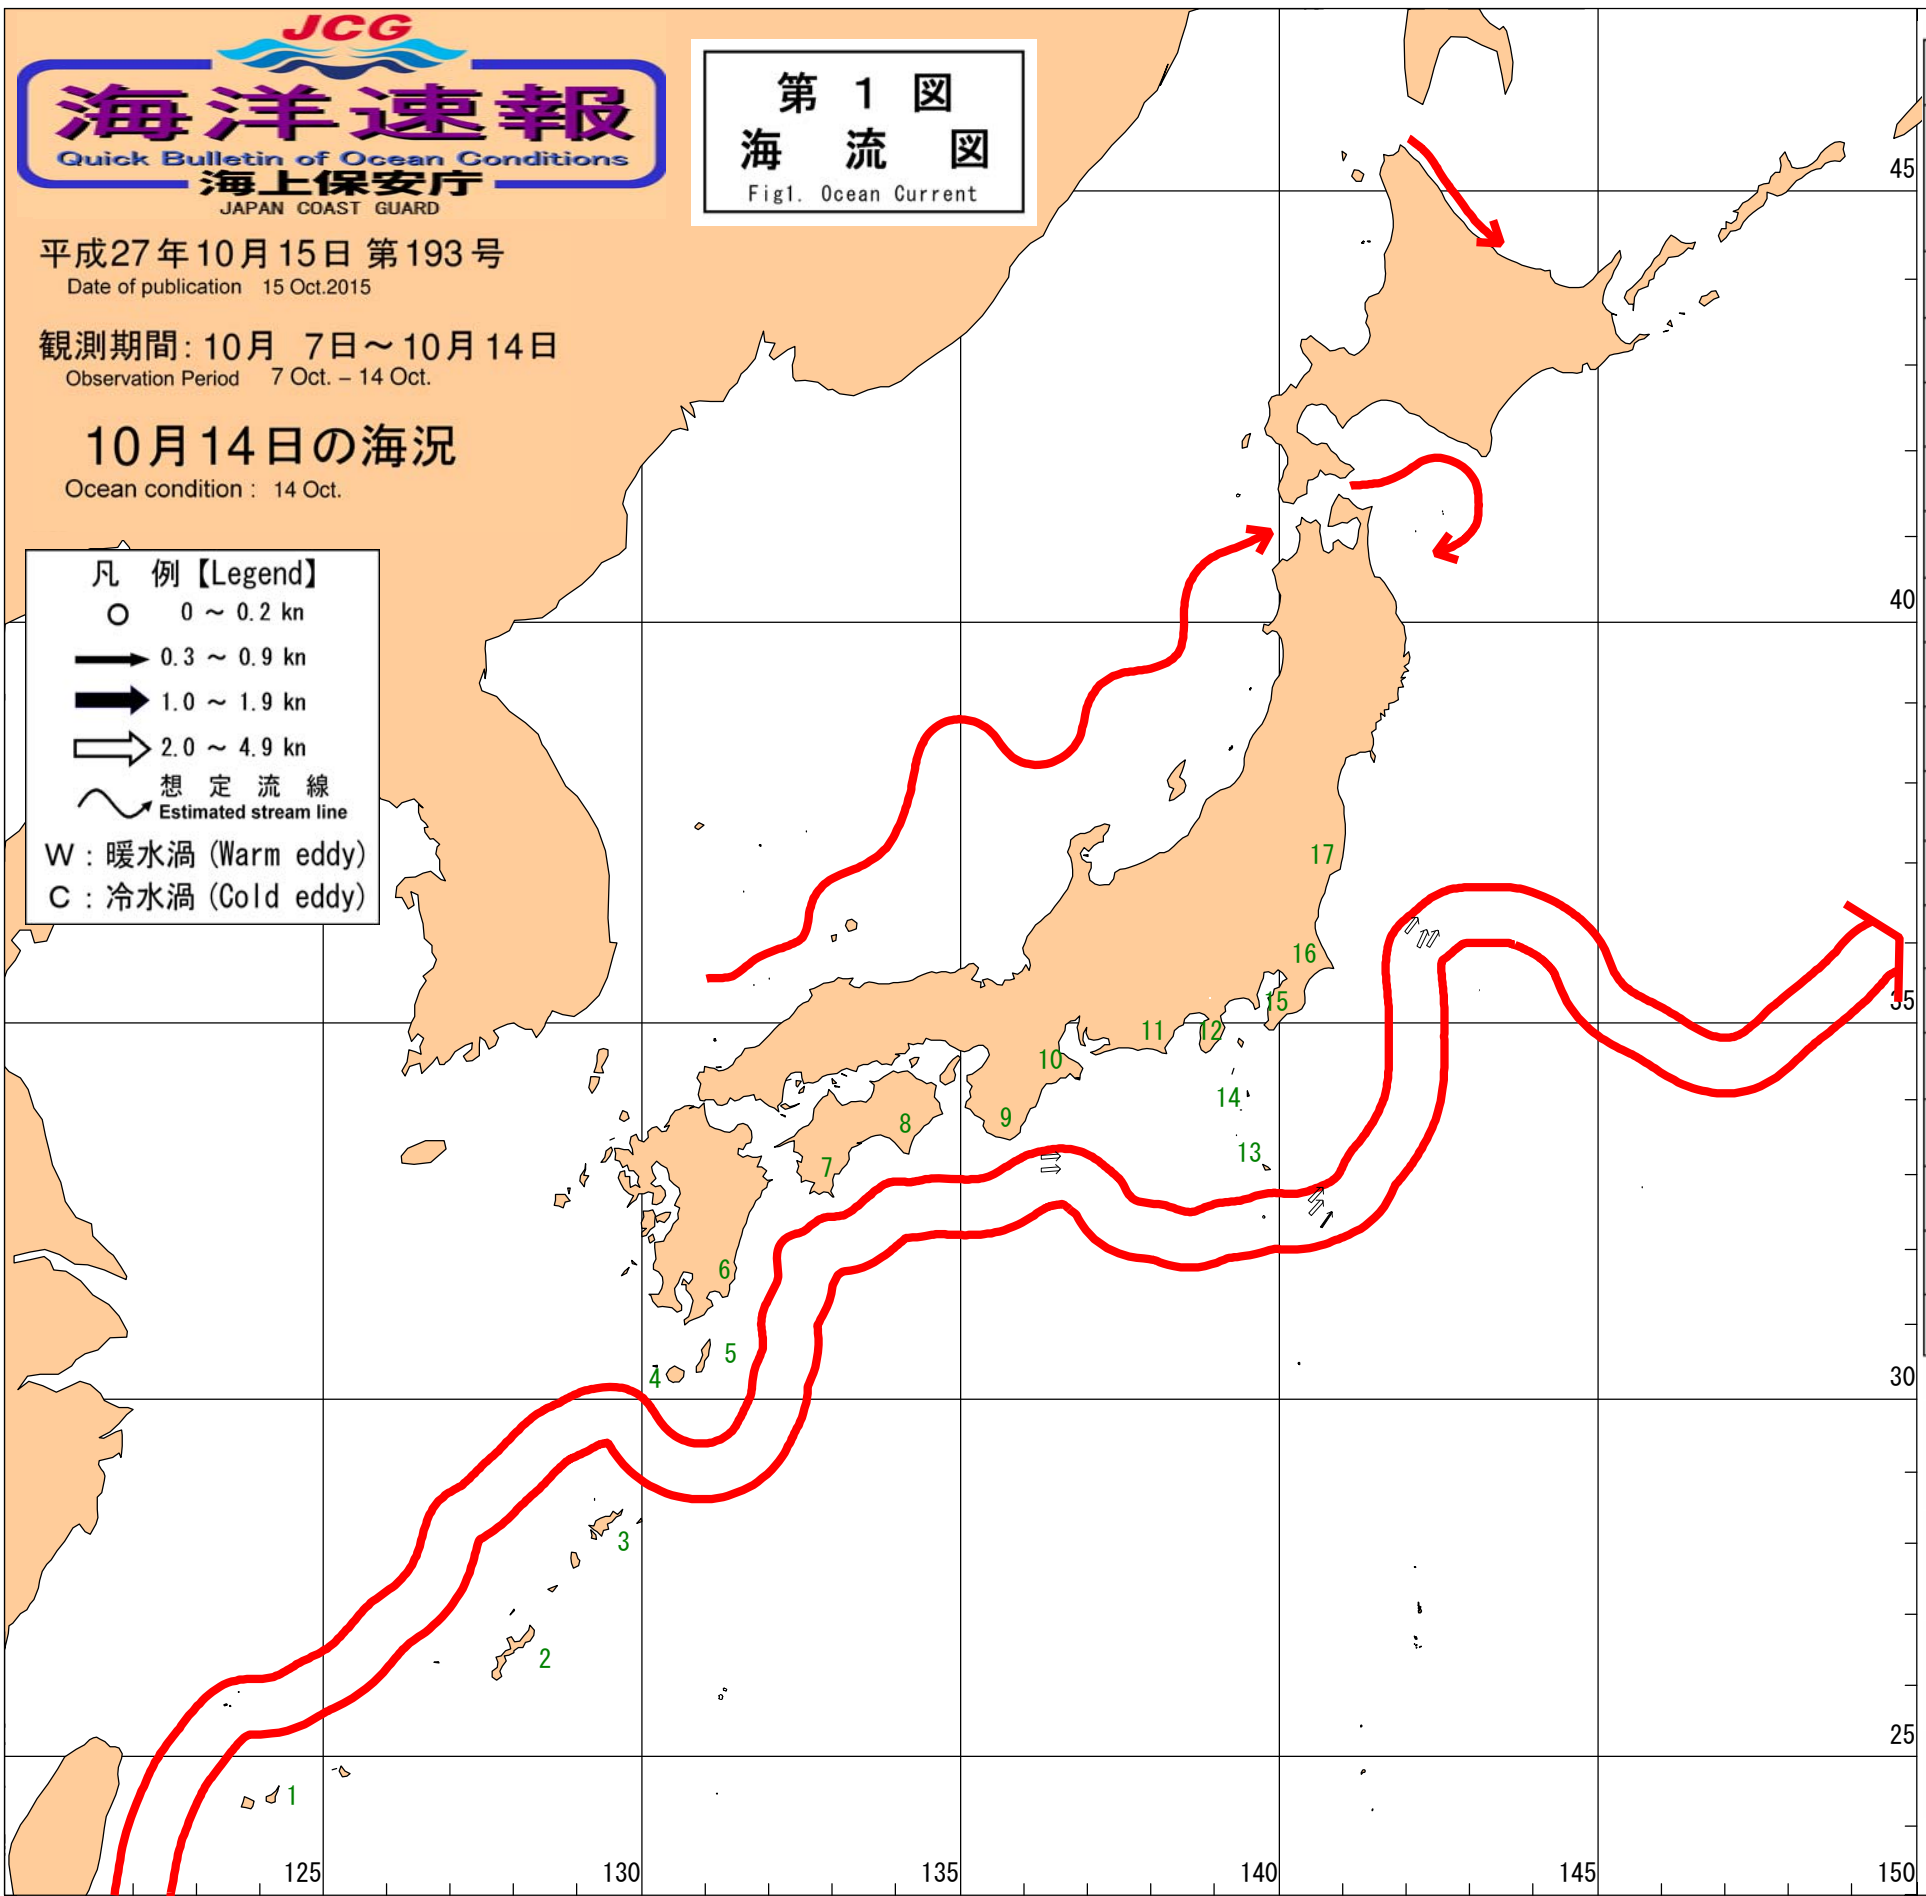 JCG
海洋速報
Quick Bulletin of Ocean Conditions
海上保安庁
JAPAN COAST GUARD
第 1 図
海 流 図
Fig1. Ocean Current
平成27年10月15日 第193号
Date of publication 15 Oct.2015
観測期間: 10月 7日～10月14日
Observation Period 7 Oct. – 14 Oct.
10月14日の海況
Ocean condition : 14 Oct.
凡 例【Legend】
0 ～ 0.2 kn
0.3 ～ 0.9 kn
1.0 ～ 1.9 kn
2.0 ～ 4.9 kn
想 定 流 線
Estimated stream line
W : 暖水渦 (Warm eddy)
C : 冷水渦 (Cold eddy)
45
40
17
16
35
15
11
12
10
14
8
9
13
7
6
5
4
30
3
2
25
1
125
130
135
140
145
150